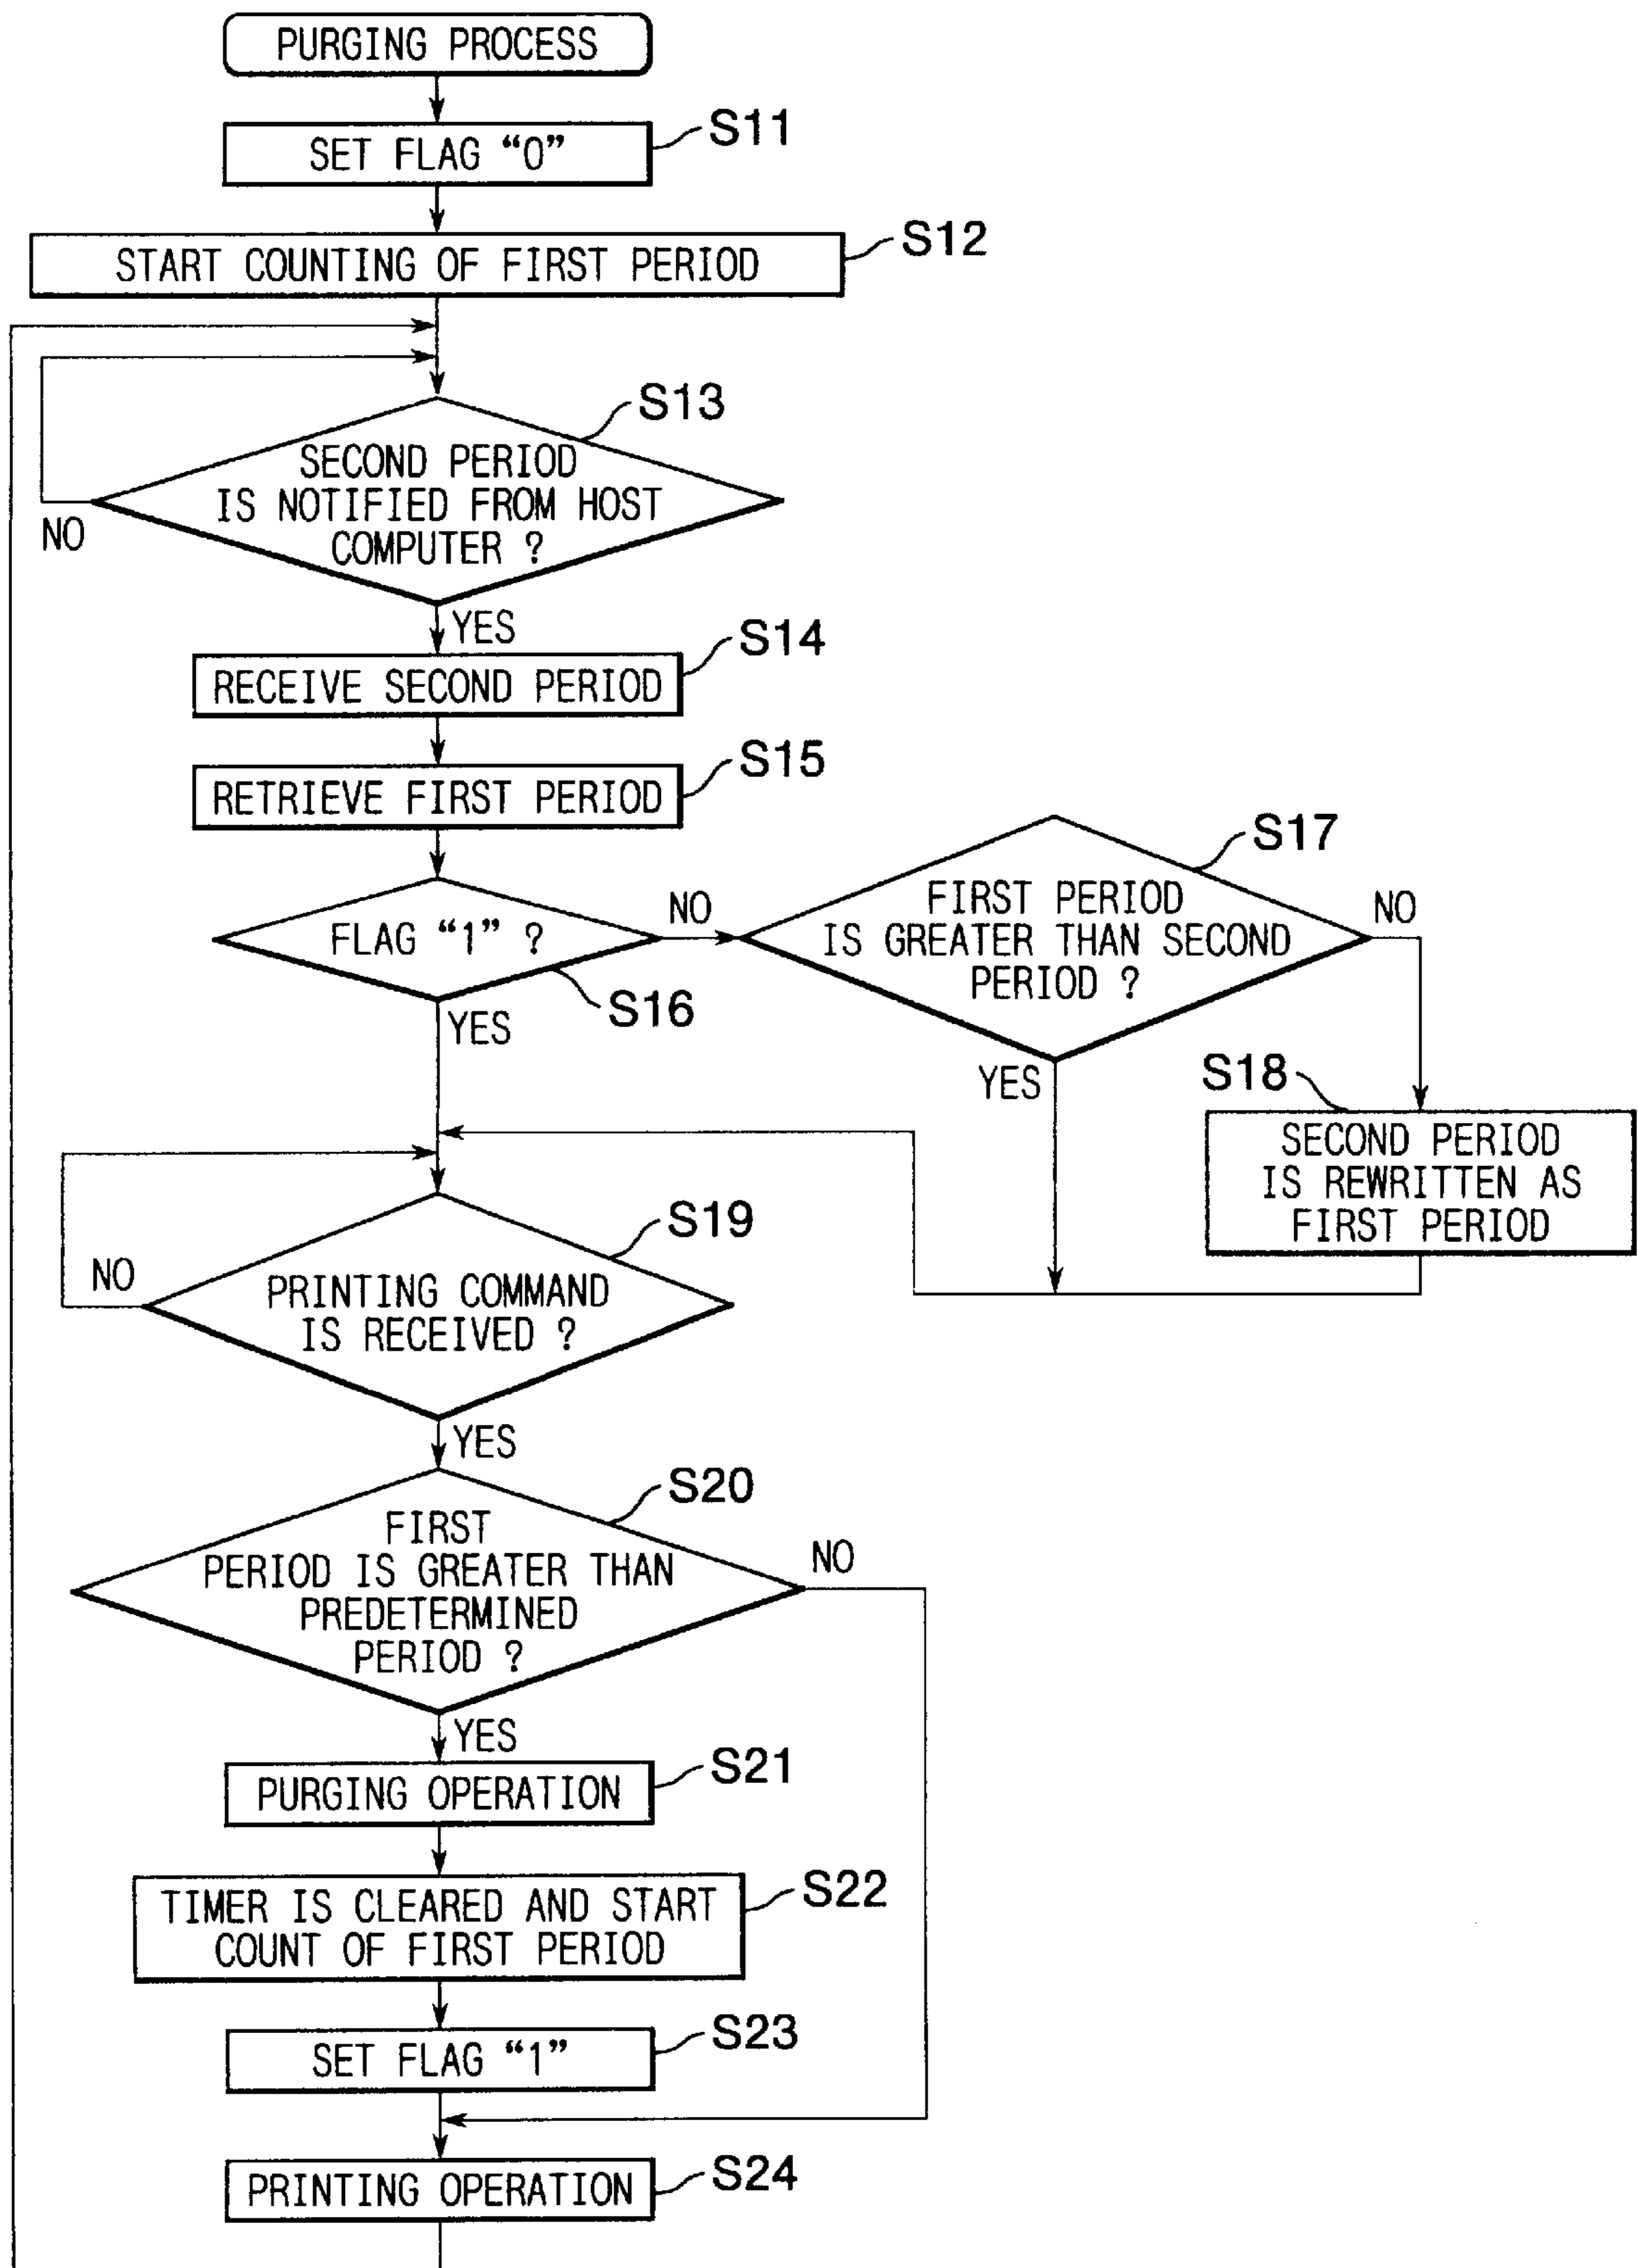 PURGING PROCESS
S11
SET FLAG “0”
S12
START COUNTING OF FIRST PERIOD
S13
SECOND PERIOD
IS NOTIFIED FROM HOST
COMPUTER ?
NO
YES
S14
RECEIVE SECOND PERIOD
S15
RETRIEVE FIRST PERIOD
S16
FLAG “1” ?
NO
YES
S17
FIRST PERIOD
IS GREATER THAN SECOND
PERIOD ?
NO
YES
S18
SECOND PERIOD
IS REWRITTEN AS
FIRST PERIOD
S19
PRINTING COMMAND
IS RECEIVED ?
NO
YES
S20
FIRST
PERIOD IS GREATER THAN
PREDETERMINED
PERIOD ?
NO
YES
S21
PURGING OPERATION
S22
TIMER IS CLEARED AND START
COUNT OF FIRST PERIOD
S23
SET FLAG “1”
S24
PRINTING OPERATION